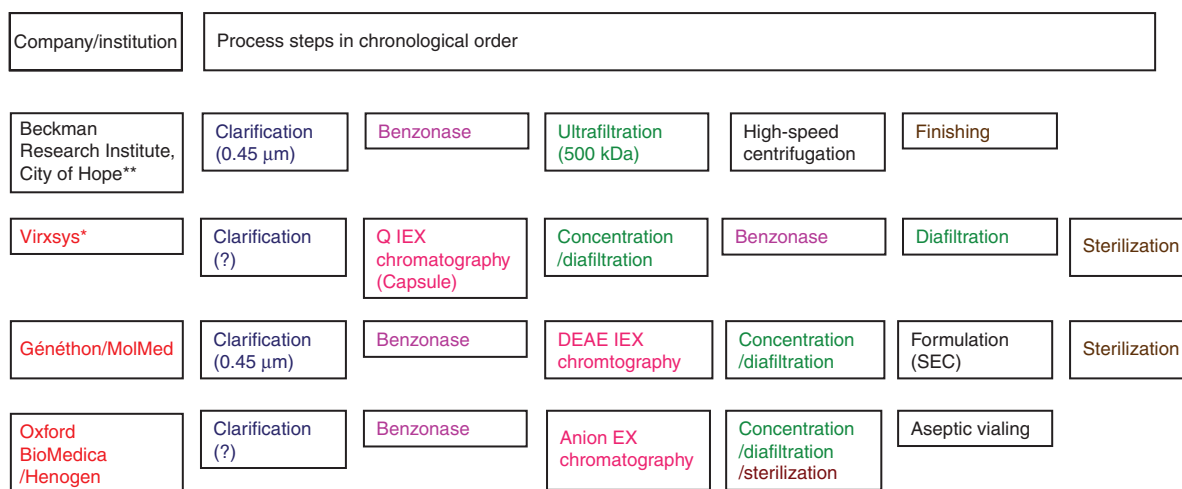 Company/institution
Process steps in chronological order
Beckman
Research Institute,
City of Hope**
Clarification
(0.45 μm)
Benzonase
Ultrafiltration
(500 kDa)
High-speed
centrifugation
Finishing
Virxsys*
Clarification
(?)
Q IEX
chromatography
(Capsule)
Concentration
/diafiltration
Benzonase
Diafiltration
Sterilization
Généthon/MolMed
Clarification
(0.45 μm)
Benzonase
DEAE IEX
chromtography
Concentration
/diafiltration
Formulation
(SEC)
Sterilization
Oxford
BioMedica
/Henogen
Clarification
(?)
Benzonase
Anion EX
chromatography
Concentration
/diafiltration
/sterilization
Aseptic vialing